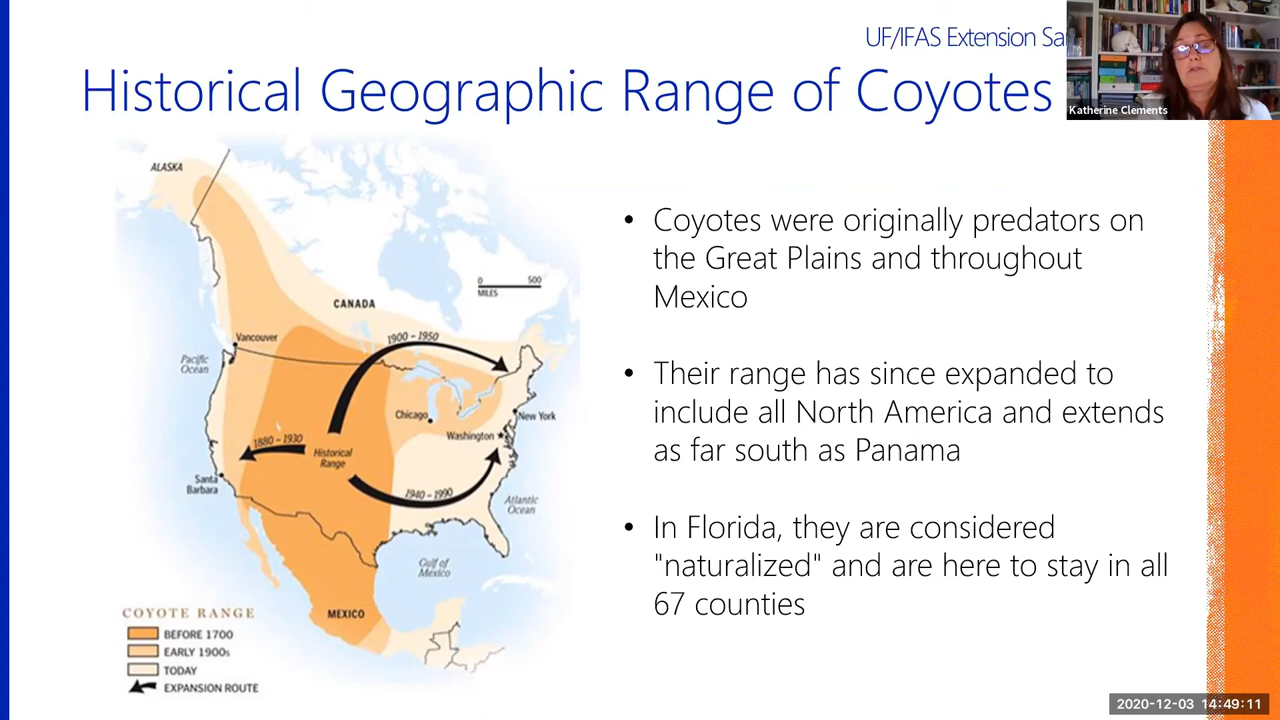 UF/IFAS Extension
Historical Geographic Range of Coyotes
Katherine Clements
ALASKA
CANADA
0 500
MILES
Vancouver
Pacific
Ocean
1900 – 1950
Chicago
New York
Washington
1880 – 1930
Historical
Range
Santa
Barbara
1940 – 1990
Atlantic
Ocean
Gulf of
Mexico
MEXICO
COYOTE RANGE
BEFORE 1700
EARLY 1900s
TODAY
EXPANSION ROUTE
• Coyotes were originally predators on
the Great Plains and throughout
Mexico
• Their range has since expanded to
include all North America and extends
as far south as Panama
• In Florida, they are considered
"naturalized" and are here to stay in all
67 counties
2020-12-03 14:49:11